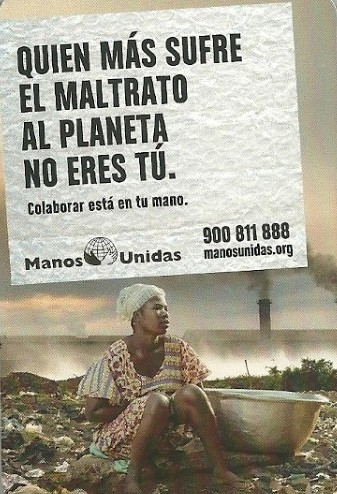 QUIEN MÁS SUFRE
EL MALTRATO
AL PLANETA
NO ERES TÚ.
Colaborar está en tu mano.
900 811 888
manosunidas.org
Manos Unidas